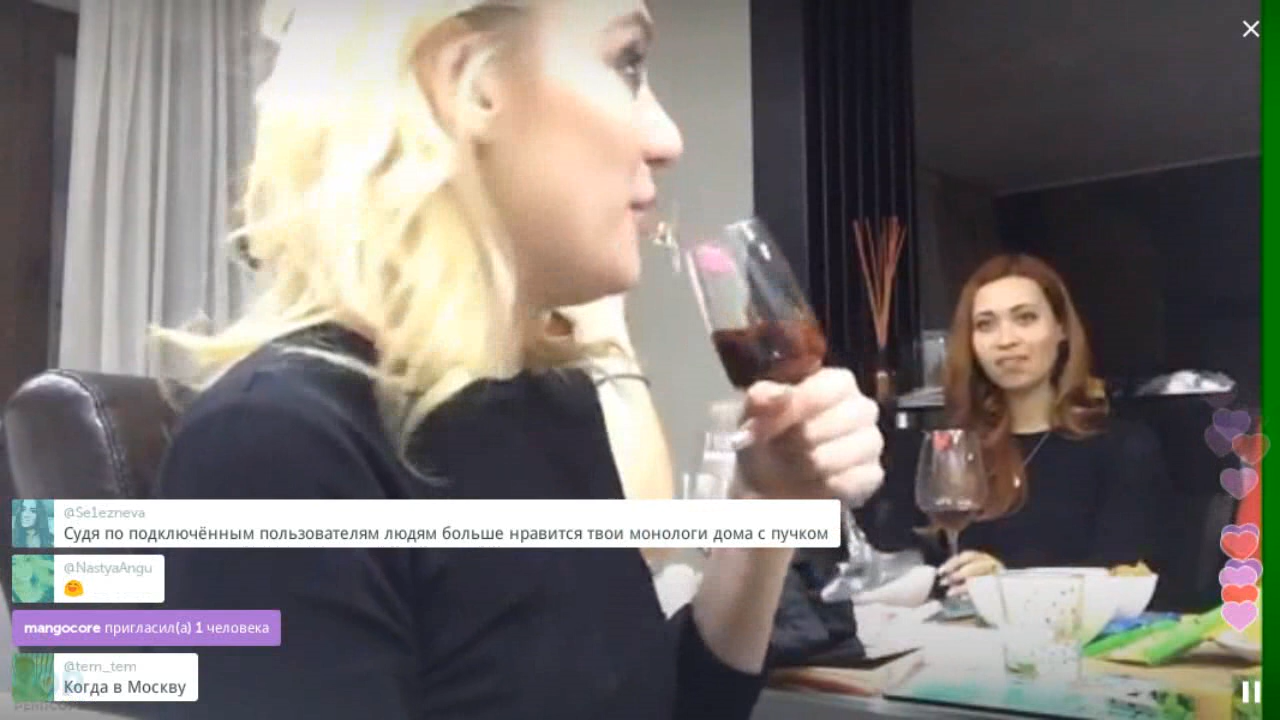 @Se1ezneva
Судя по подключённым пользователям людям больше нравится твои монологи дома с пучком
@NastyaAngu
mangocore пригласил(а) 1 человека
@tem_tem
Когда в Москву